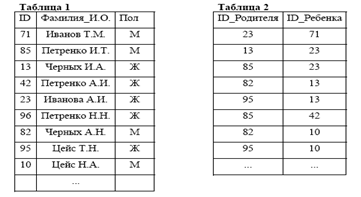 Таблица 1
ID Фамилия_И.О. Пол
71 Иванов Т.М. М
85 Петренко И.Т. М
13 Черных И.А. Ж
42 Петренко А.И. Ж
23 Иванова А.И. Ж
96 Петренко Н.Н. Ж
82 Черных А.Н. М
95 Цейс Т.Н. Ж
10 Цейс Н.А. М
...
Таблица 2
ID_Родителя ID_Ребенка
23 71
13 23
85 23
82 13
95 13
85 42
82 10
95 10
... ...